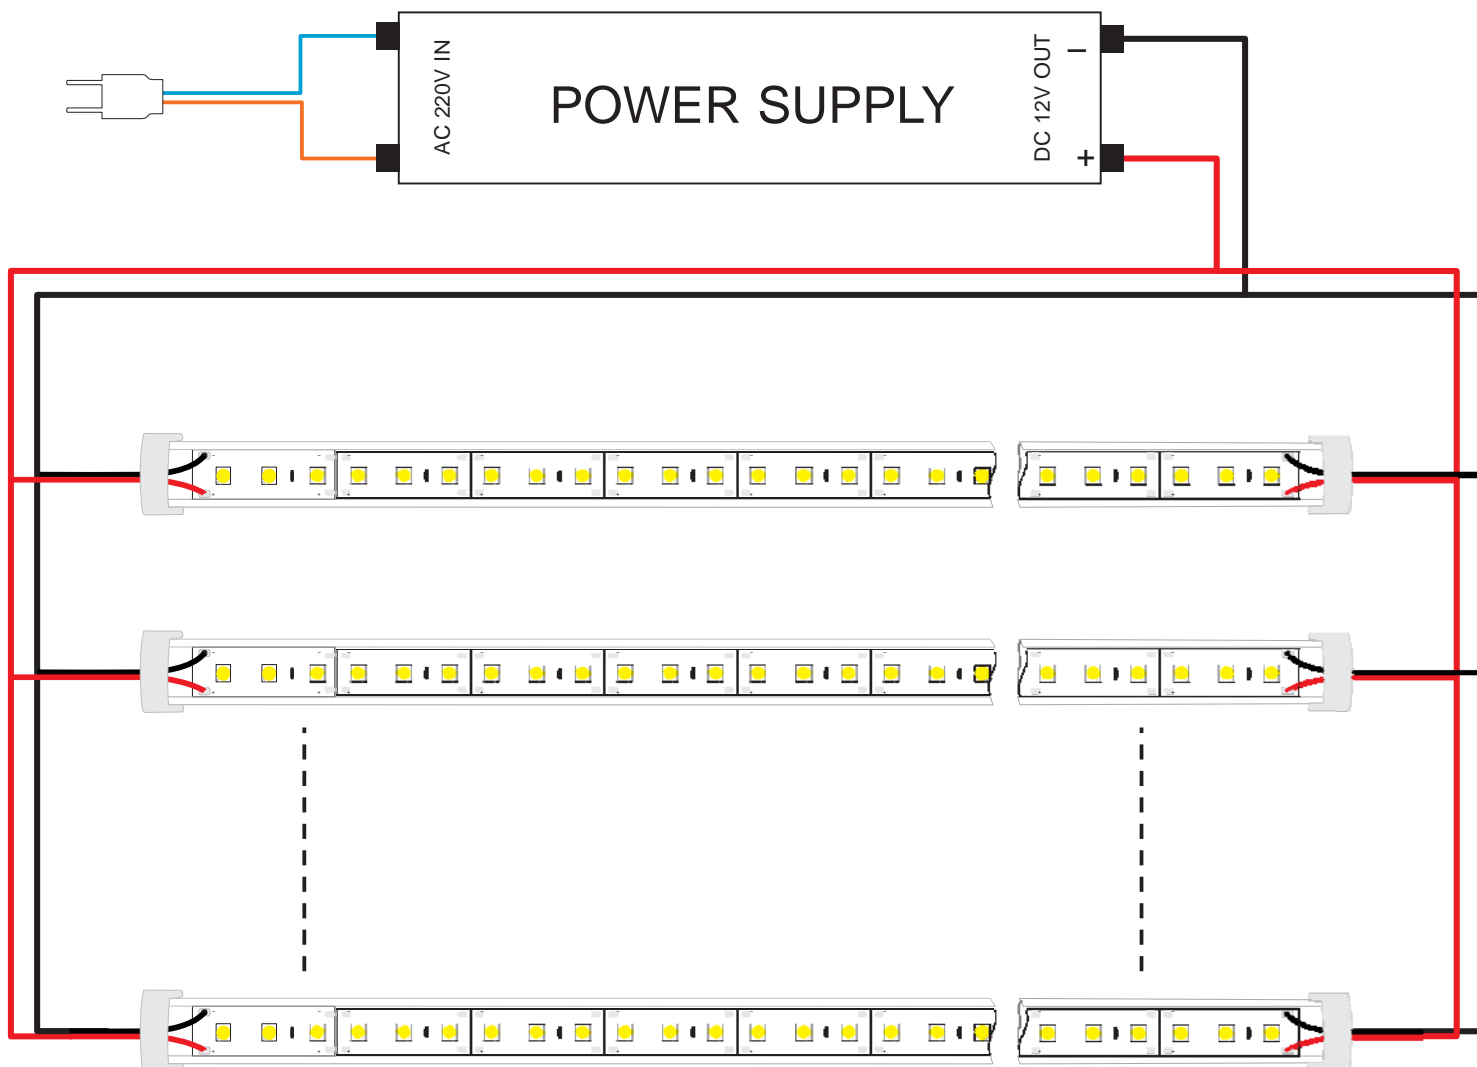 AC 220V IN
POWER SUPPLY
DC 12V OUT
−
+